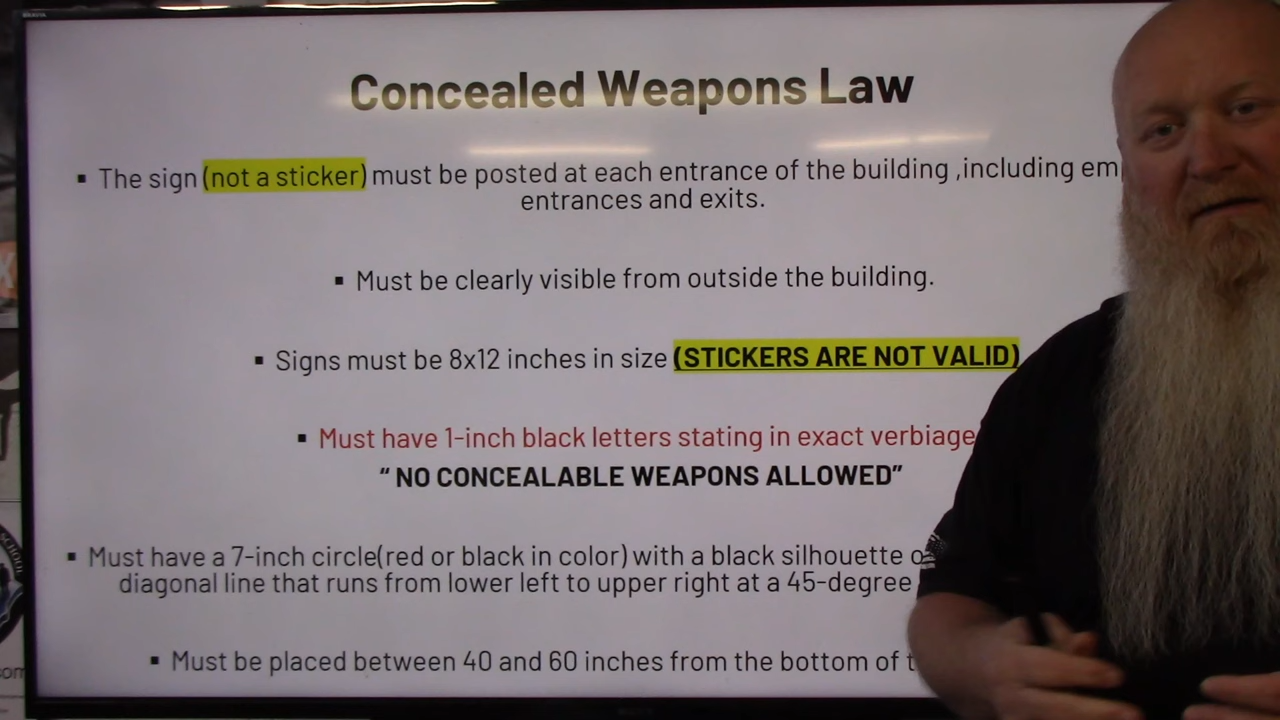 BRAVIA
Concealed Weapons Law
▪ The sign (not a sticker) must be posted at each entrance of the building ,including
entrances and exits.
▪ Must be clearly visible from outside the building.
▪ Signs must be 8x12 inches in size (STICKERS ARE NOT VALID)
▪ Must have 1-inch black letters stating in exact verbiage
“ NO CONCEALABLE WEAPONS ALLOWED”
▪ Must have a 7-inch circle(red or black in color) with a black silhouette
diagonal line that runs from lower left to upper right at a 45-degree
▪ Must be placed between 40 and 60 inches from the bottom of
SCHOOL